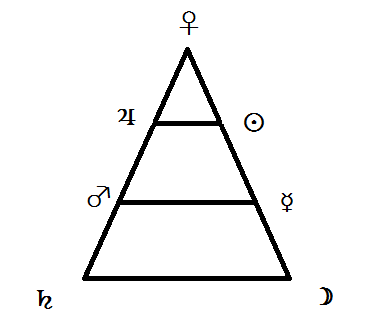 ♀
♃ ☉
♂ ☿
♄ ☽